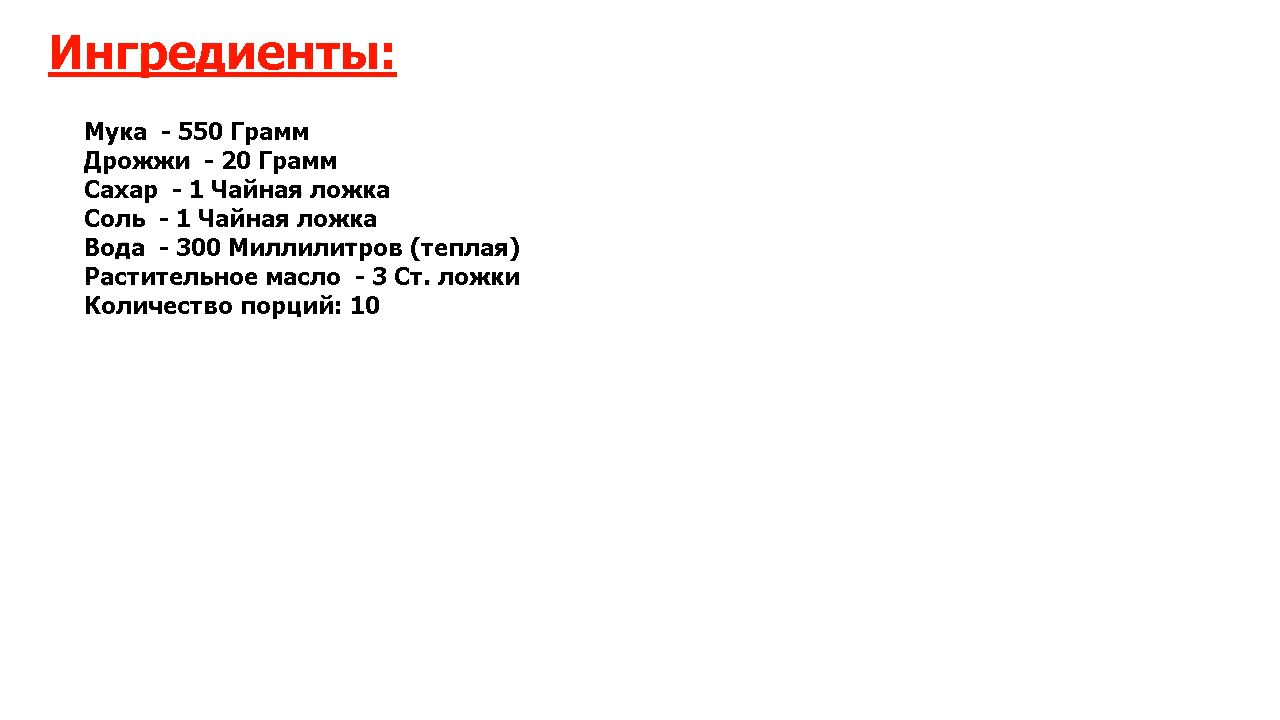 Ингредиенты:
Мука  - 550 Грамм
Дрожжи  - 20 Грамм
Сахар  - 1 Чайная ложка
Соль  - 1 Чайная ложка
Вода  - 300 Миллилитров (теплая)
Растительное масло  - 3 Ст. ложки
Количество порций: 10